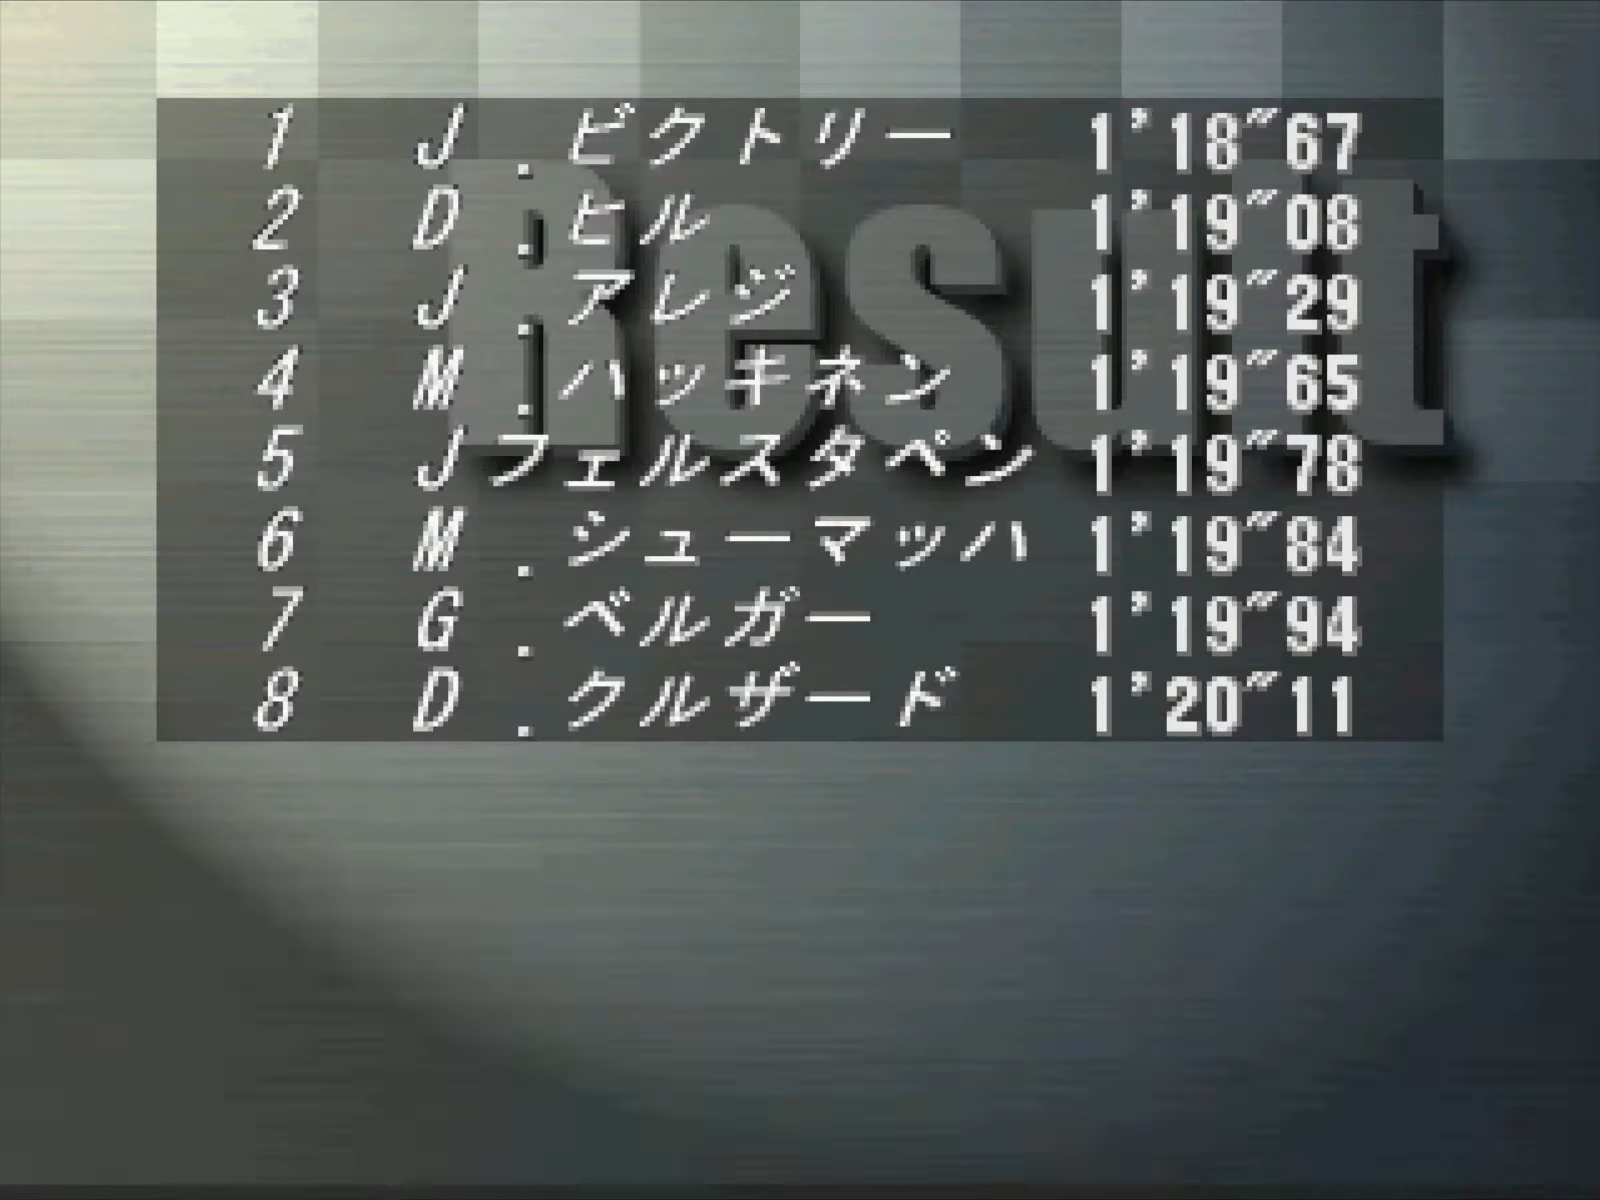 Result
1 J.ビクトリー 1'18"67
2 D.ヒル 1'19"08
3 J.アレジ 1'19"29
4 M.ハッキネン 1'19"65
5 Jフェルスタペン 1'19"78
6 M.シューマッハ 1'19"84
7 G.ベルガー 1'19"94
8 D.クルザード 1'20"11